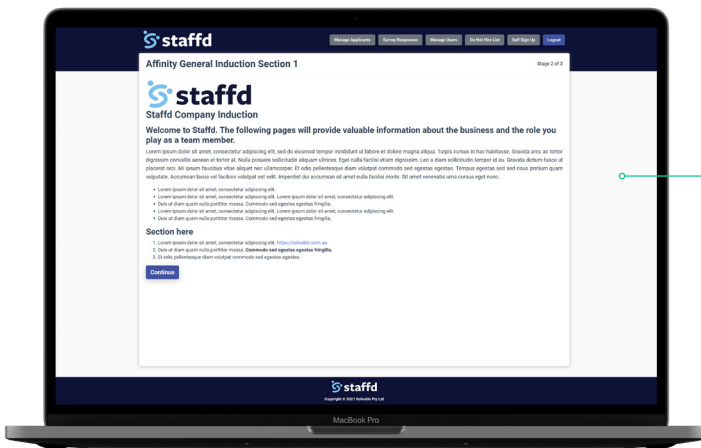 staffd
Manage Applicants Survey Responses Manage Users Do Not Hire List Self Sign Up Logout
Affinity General Induction Section 1
Stage 2 of 3
staffd
Staffd Company Induction
Welcome to Staffd. The following pages will provide valuable information about the business and the role you
play as a team member.
Lorem ipsum dolor sit amet, consectetur adipiscing elit, sed do eiusmod tempor incididunt ut labore et dolore magna aliqua. Turpis cursus in hac habitasse. Gravida arcu ac tortor
dignissim convallis aenean et tortor at. Nulla posuere sollicitudin aliquam ultrices. Eget nulla facilisi etiam dignissim. Leo a diam sollicitudin tempor id eu. Gravida dictum fusce ut
placerat orci. Mi ipsum faucibus vitae aliquet nec ullamcorper. Et odio pellentesque diam volutpat commodo sed egestas egestas. Tempus egestas sed sed risus pretium quam
vulputate. Accumsan lacus vel facilisis volutpat est velit. Imperdiet dui accumsan sit amet nulla facilisi morbi. Sit amet venenatis urna cursus eget nunc.
• Lorem ipsum dolor sit amet, consectetur adipiscing elit.
• Lorem ipsum dolor sit amet, consectetur adipiscing elit. Lorem ipsum dolor sit amet, consectetur adipiscing elit.
• Duis ut diam quam nulla porttitor massa. Commodo sed egestas egestas fringilla.
• Lorem ipsum dolor sit amet, consectetur adipiscing elit. Lorem ipsum dolor sit amet, consectetur adipiscing elit.
• Duis ut diam quam nulla porttitor massa. Commodo sed egestas egestas fringilla.
Section here
1. Lorem ipsum dolor sit amet, consectetur adipiscing elit. https://solvable.com.au
2. Duis ut diam quam nulla porttitor massa. Commodo sed egestas egestas fringilla.
3. Et odio pellentesque diam volutpat commodo sed egestas egestas.
Continue
staffd
Copyright © 2021 Solvable Pty Ltd
MacBook Pro